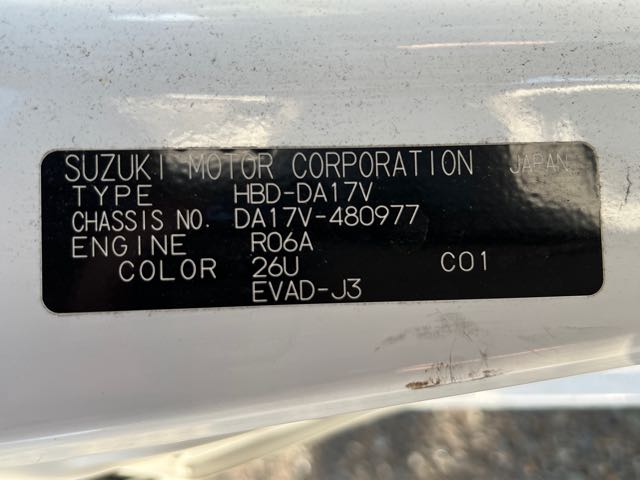 SUZUKI MOTOR CORPORATION JAPAN
TYPE HBD-DA17V
CHASSIS NO. DA17V-480977
ENGINE R06A
COLOR 26U C01
EVAD-J3